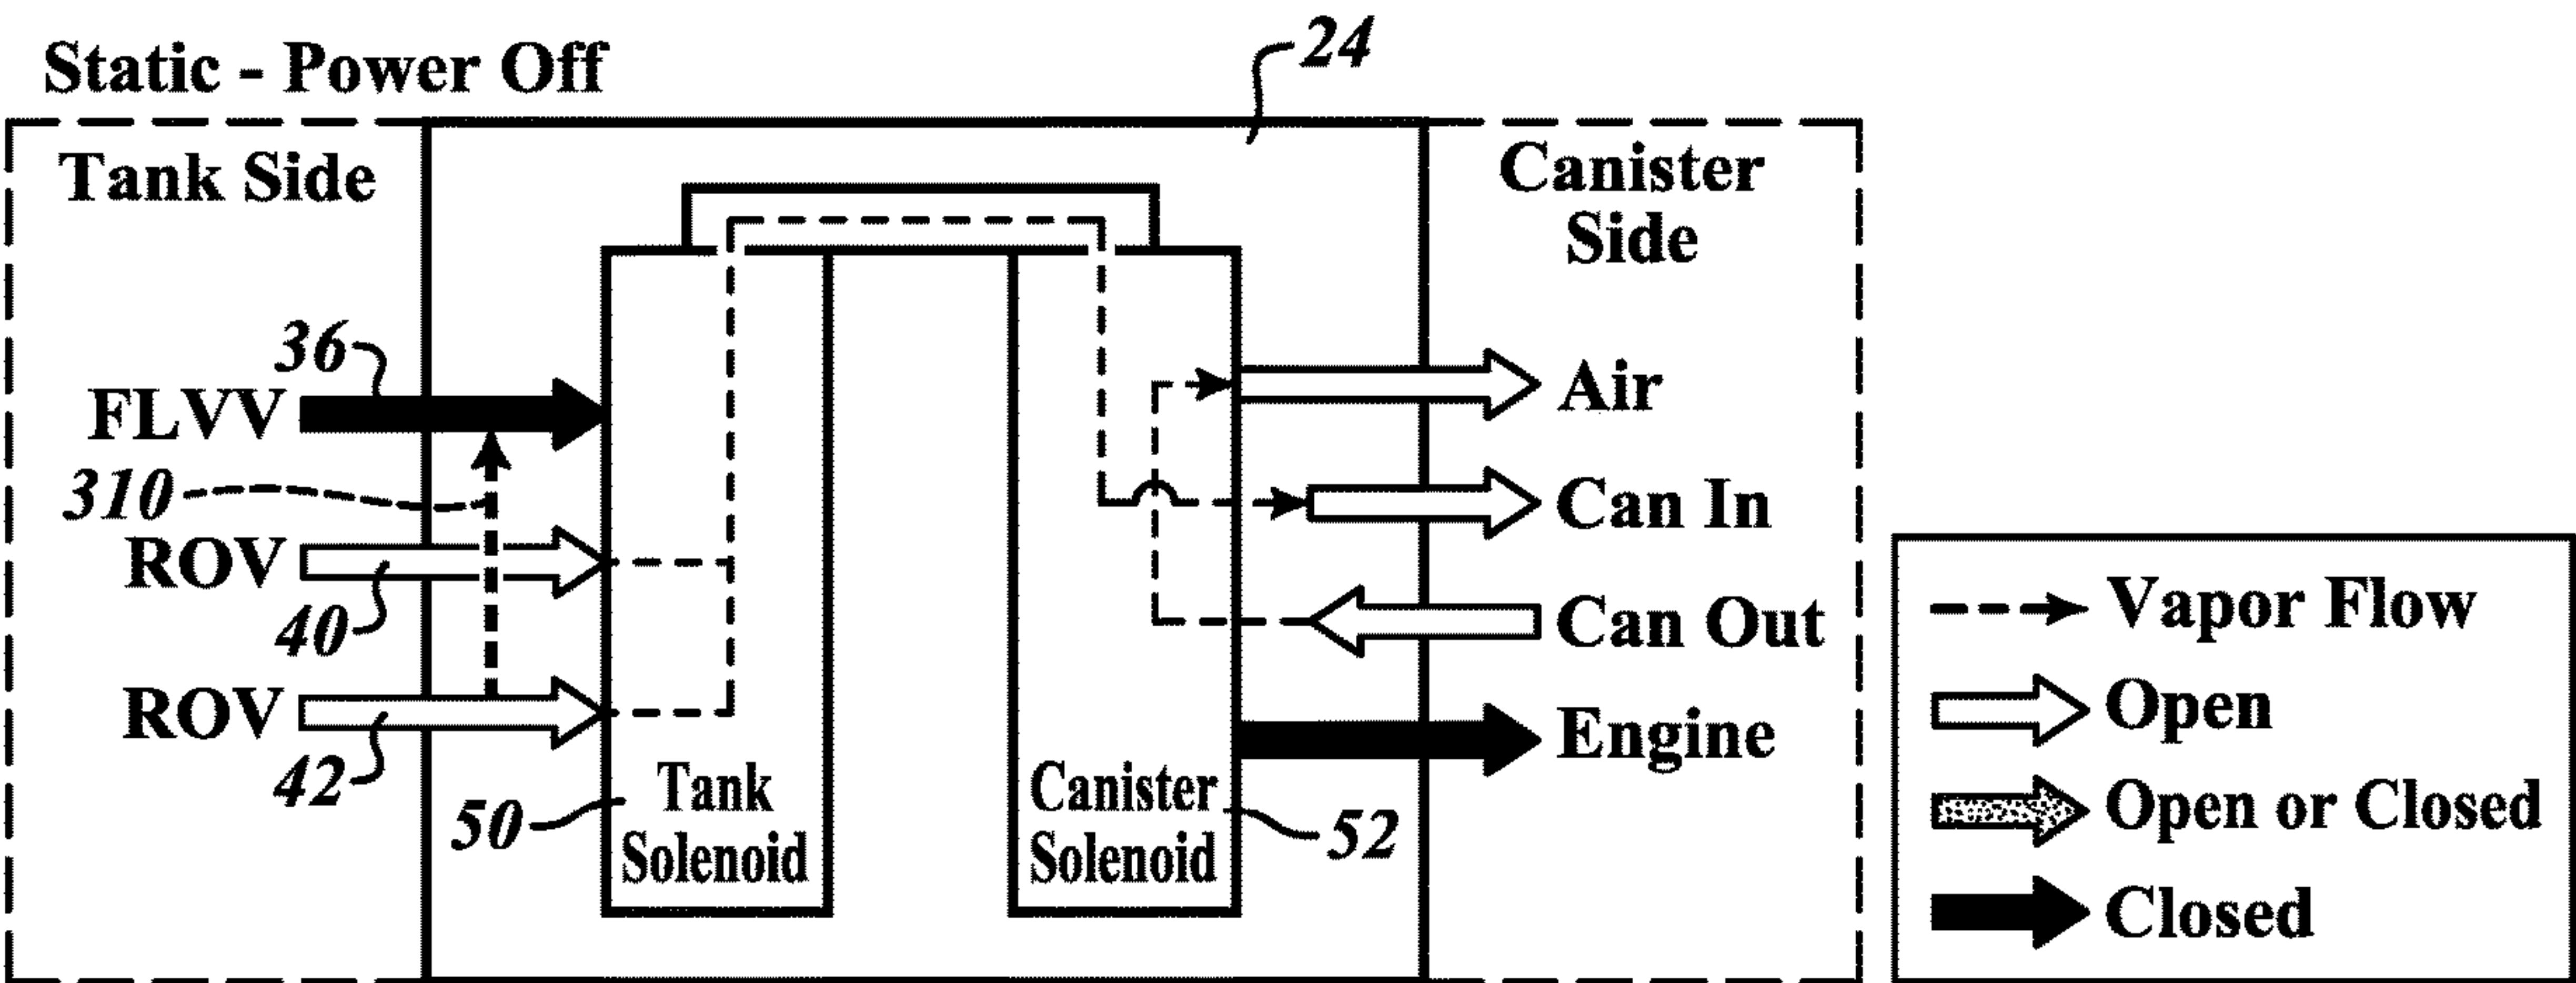 24
Static - Power Off
Tank Side
Canister
Side
36
FLVV
310
ROV
40
ROV
42
50
Tank
Solenoid
Canister
Solenoid
52
Air
Can In
Can Out
Engine
Vapor Flow
Open
Open or Closed
Closed